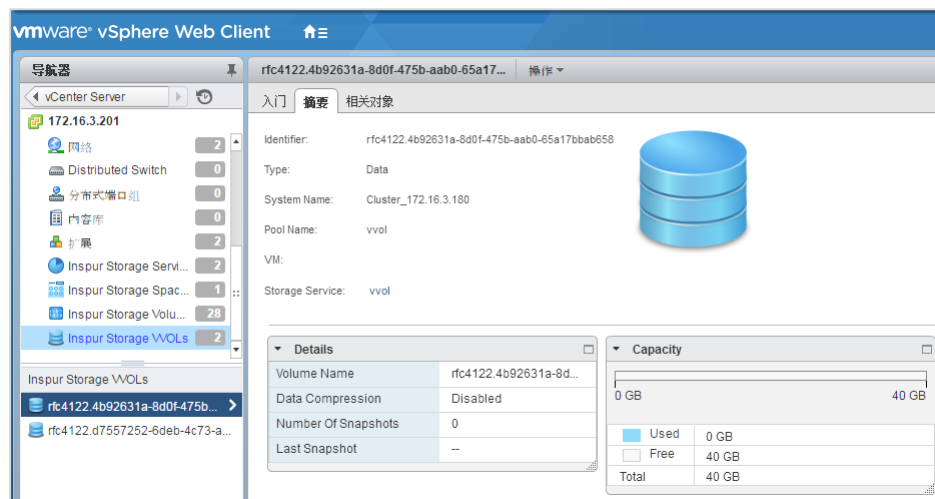 vmware® vSphere Web Client
导航器
vCenter Server
172.16.3.201
网络 2
Distributed Switch 0
分布式端口组 0
内容库 0
扩展 2
Inspur Storage Servi... 2
Inspur Storage Spac... 1
Inspur Storage Volu... 28
Inspur Storage VVOLs 2
Inspur Storage VVOLs
rfc4122.4b92631a-8d0f-475b...
rfc4122.d7557252-6deb-4c73-a...
rfc4122.4b92631a-8d0f-475b-aab0-65a17... 操作
入门 摘要 相关对象
Identifier: rfc4122.4b92631a-8d0f-475b-aab0-65a17bbab658
Type: Data
System Name: Cluster_172.16.3.180
Pool Name: vvol
VM:
Storage Service: vvol
Details
Volume Name rfc4122.4b92631a-8d...
Data Compression Disabled
Number Of Snapshots 0
Last Snapshot --
Capacity
0 GB 40 GB
Used 0 GB
Free 40 GB
Total 40 GB